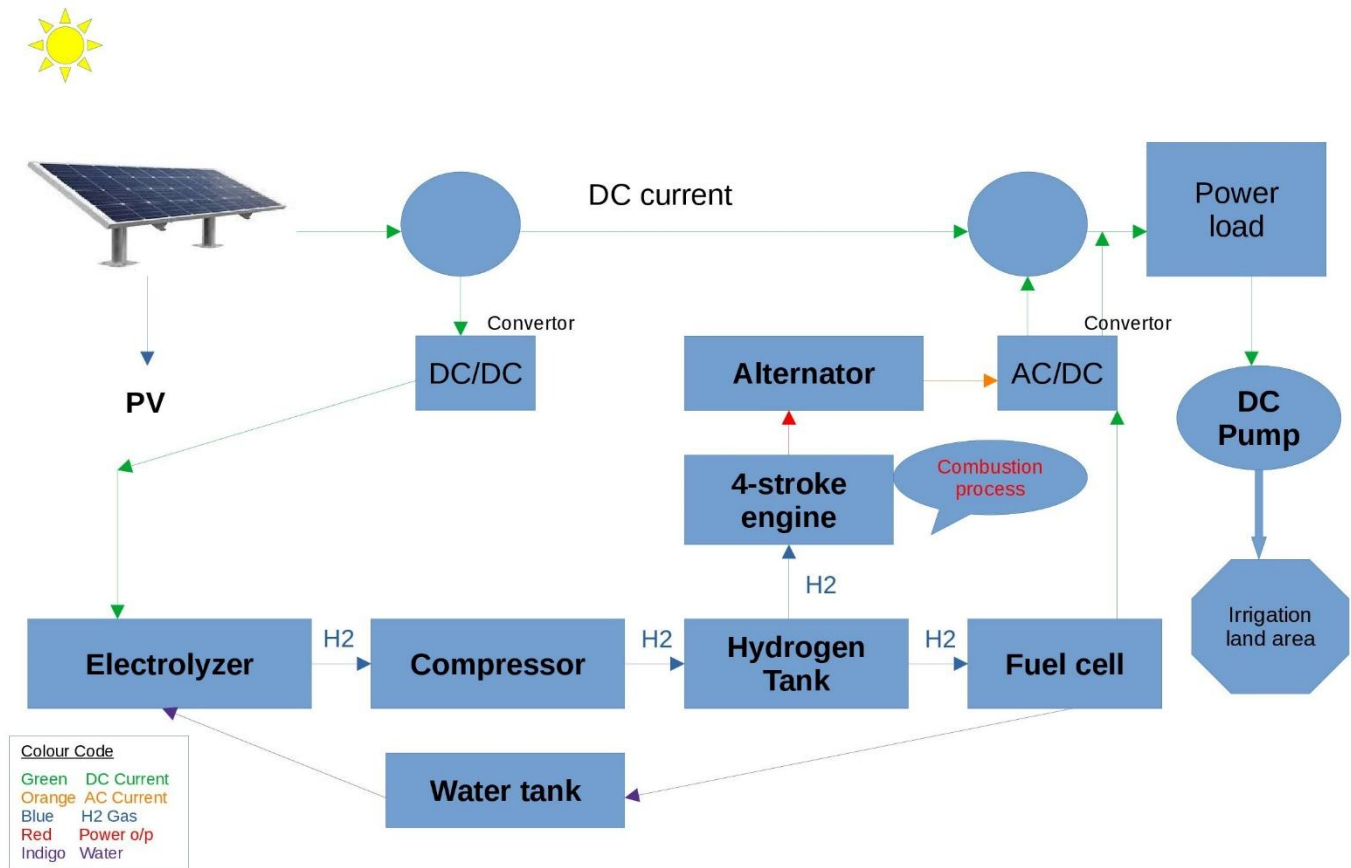 DC current
Power
load
Convertor
DC/DC
Convertor
AC/DC
Alternator
PV
DC
Pump
4-stroke
engine
Combustion
process
H2
Irrigation
land area
Electrolyzer
H2
Compressor
H2
Hydrogen
Tank
H2
Fuel cell
Water tank
Colour Code
Green DC Current
Orange AC Current
Blue H2 Gas
Red Power o/p
Indigo Water